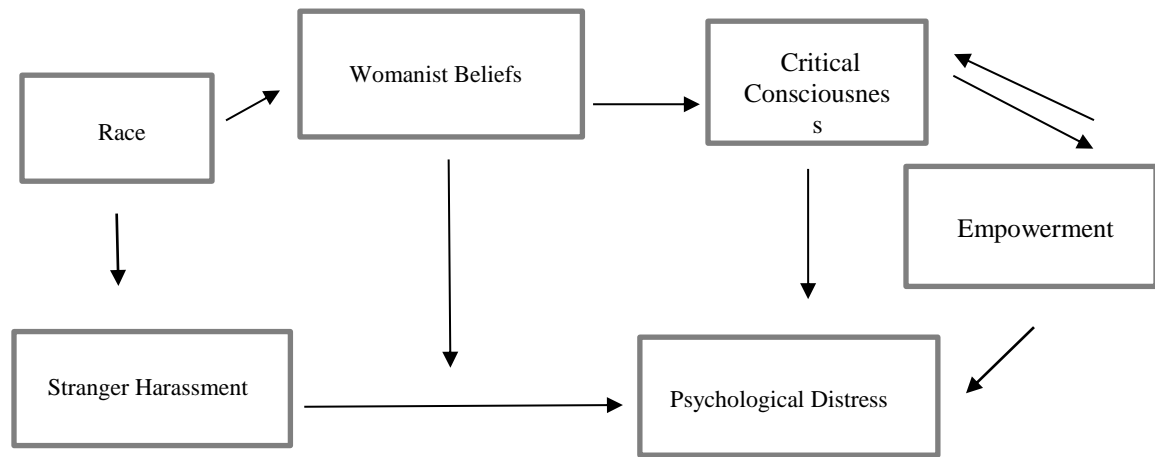 Womanist Beliefs
Critical
Consciousnes
s
Race
Empowerment
Stranger Harassment
Psychological Distress